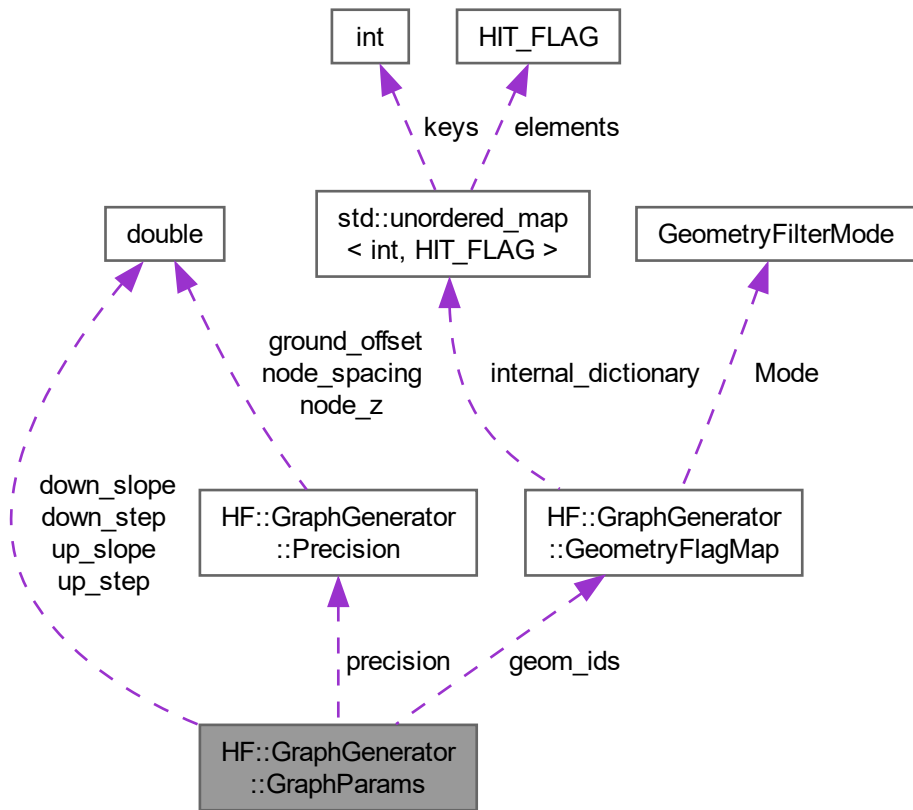 int
HIT_FLAG
keys
elements
double
std::unordered_map
< int, HIT_FLAG >
GeometryFilterMode
ground_offset
node_spacing
node_z
internal_dictionary
Mode
down_slope
down_step
up_slope
up_step
HF::GraphGenerator
::Precision
HF::GraphGenerator
::GeometryFlagMap
precision
geom_ids
HF::GraphGenerator
::GraphParams